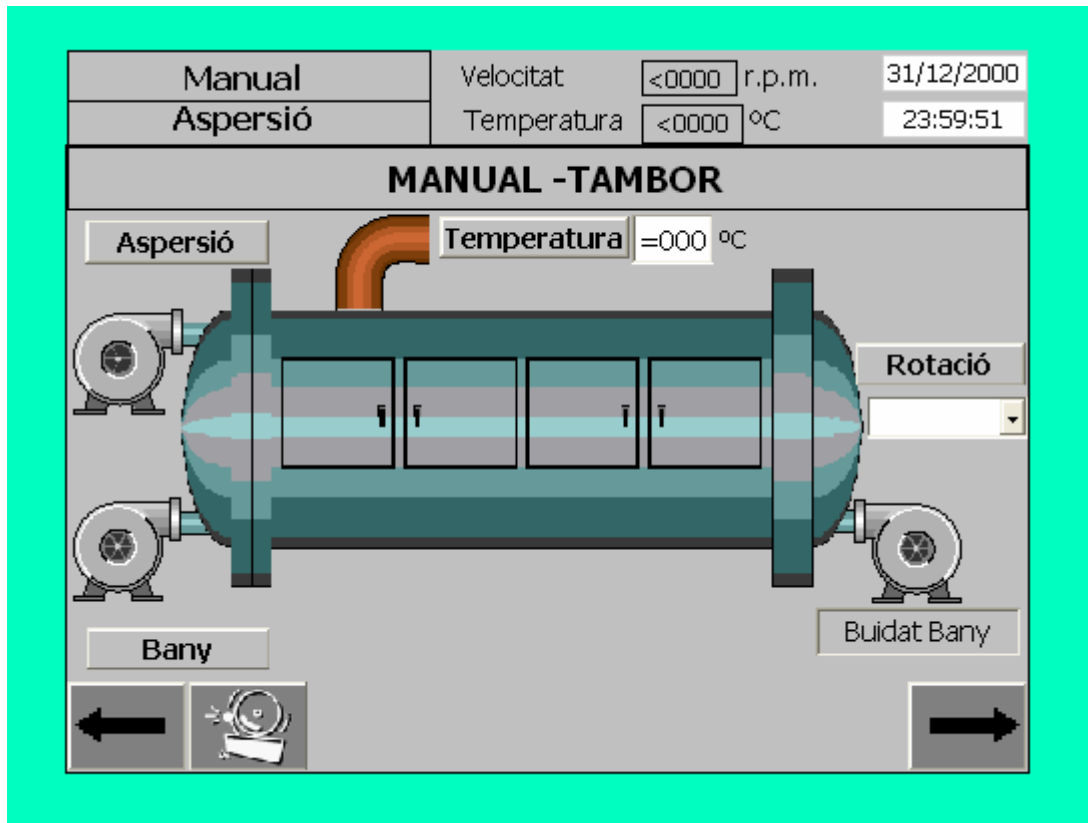 Manual
Aspersió
Velocitat <0000 r.p.m.
Temperatura <0000 ºC
31/12/2000
23:59:51
MANUAL -TAMBOR
Aspersió
Temperatura =000 ºC
Rotació
Buidat Bany
Bany